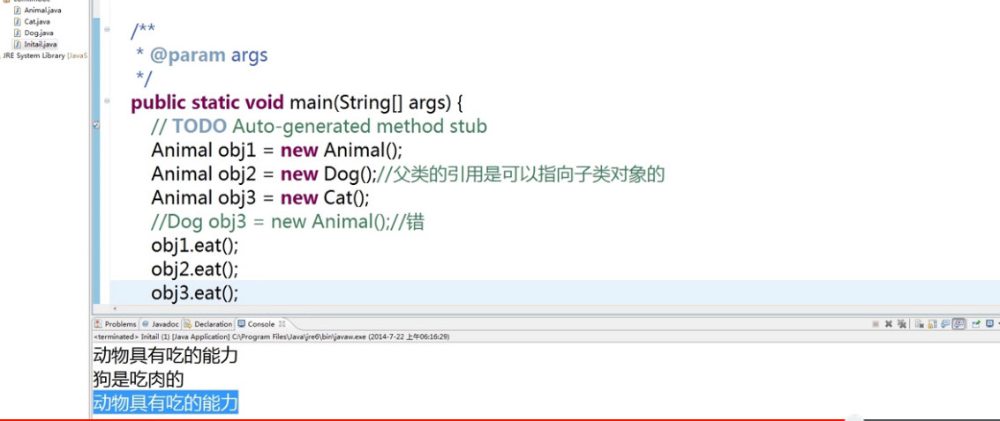 Animal.java
Cat.java
Dog.java
Initail.java
JRE System Library [JavaS
/**
* @param args
*/
public static void main(String[] args) {
// TODO Auto-generated method stub
Animal obj1 = new Animal();
Animal obj2 = new Dog();//父类的引用是可以指向子类对象的
Animal obj3 = new Cat();
//Dog obj3 = new Animal();//错
obj1.eat();
obj2.eat();
obj3.eat();
Problems @ Javadoc Declaration Console
<terminated> Initail (1) [Java Application] C:\Program Files\Java\jre6\bin\javaw.exe (2014-7-22 上午06:16:29)
动物具有吃的能力
狗是吃肉的
动物具有吃的能力